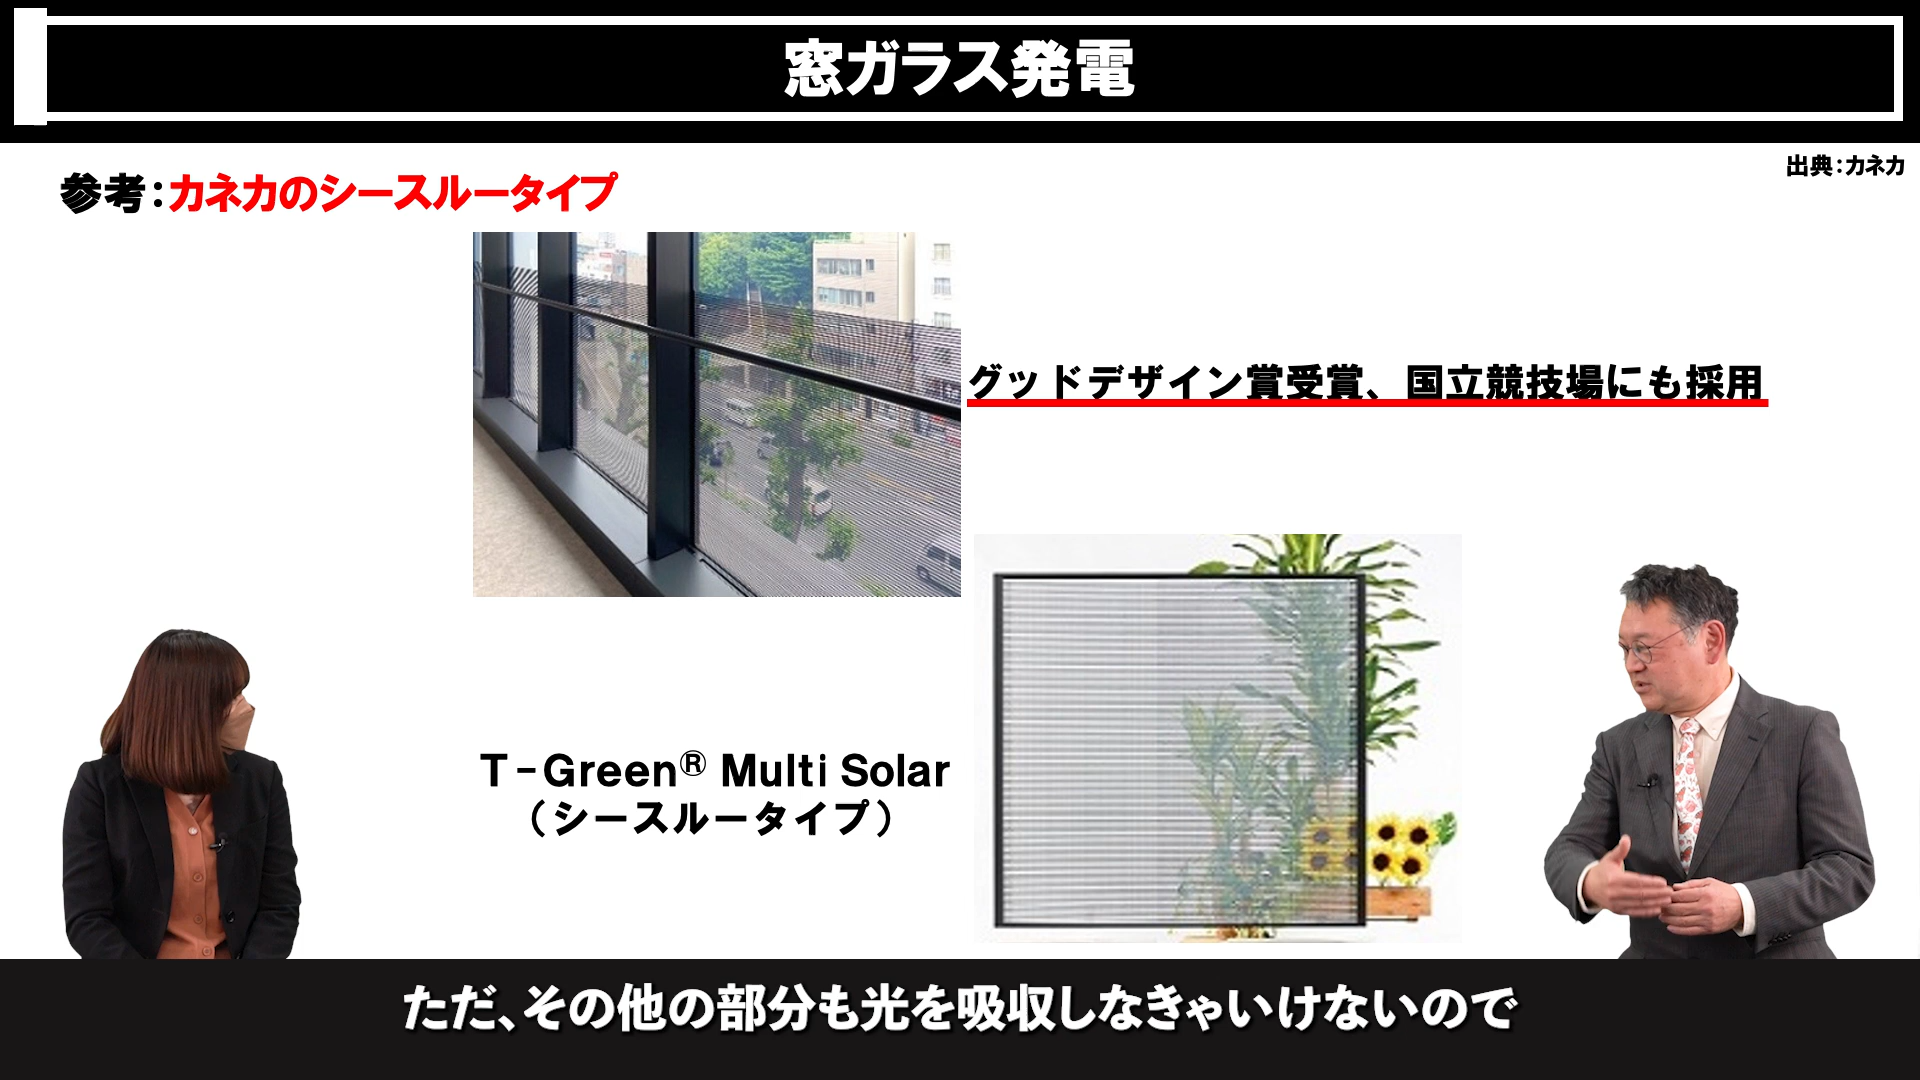 窓ガラス発電
出典：カネカ
参考：カネカのシースルータイプ
グッドデザイン賞受賞、国立競技場にも採用
T-Green® Multi Solar
（シースルータイプ）
ただ、その他の部分も光を吸収しなきゃいけないので